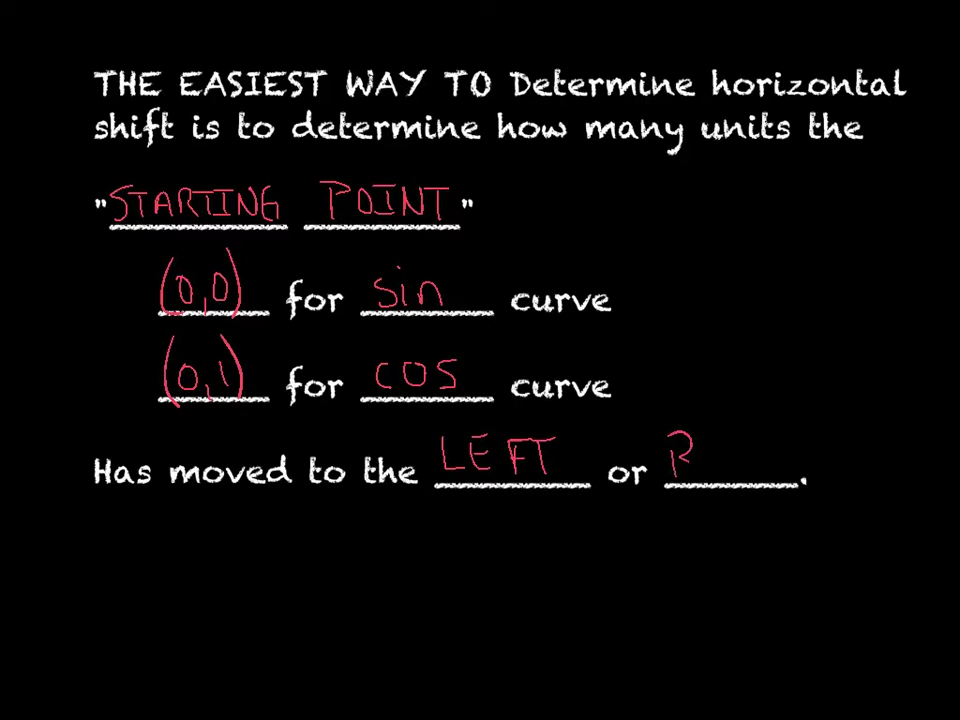 THE EASIEST WAY TO Determine horizontal
shift is to determine how many units the
"STARTING POINT"
(0,0) for sin curve
(0,1) for cos curve
Has moved to the LEFT or R.